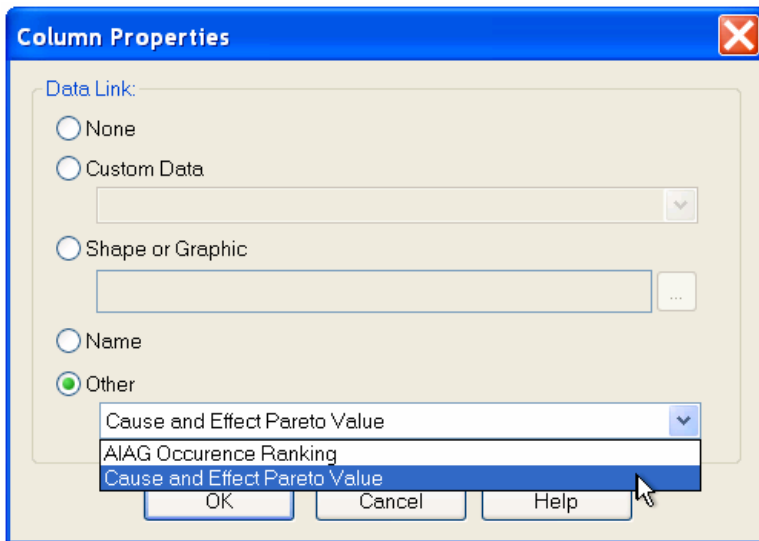 Column Properties
Data Link:
None
Custom Data
Shape or Graphic
...
Name
Other
Cause and Effect Pareto Value
AIAG Occurence Ranking
Cause and Effect Pareto Value
OK Cancel Help